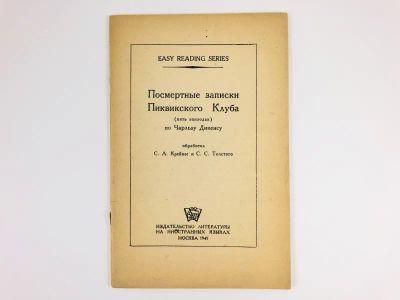 EASY READING SERIES
Посмертные записки
Пиквикского Клуба
(пять эпизодов)
по Чарльзу Диккенсу
обработка
С. А. Крейнес и С. С. Толстого
ИЗДАТЕЛЬСТВО ЛИТЕРАТУРЫ
НА ИНОСТРАННЫХ ЯЗЫКАХ
МОСКВА